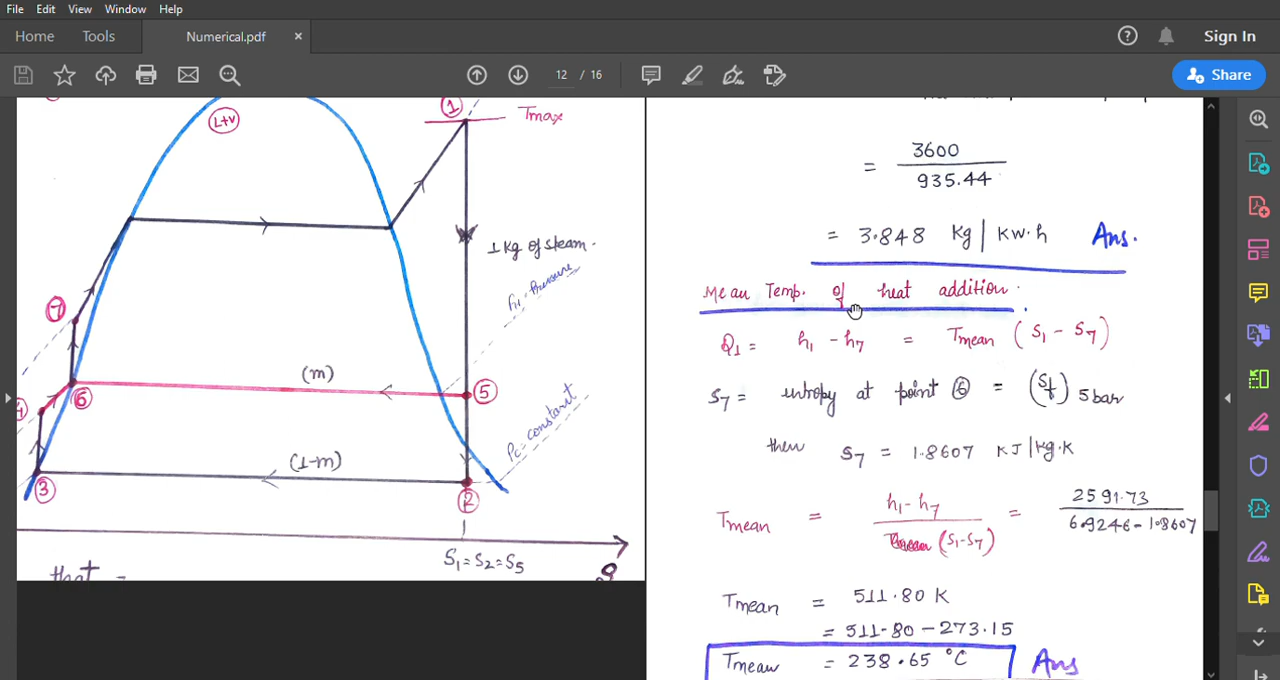 File Edit View Window Help
Home Tools Numerical.pdf × Sign In
12 / 16 Share
L+V
1 Tmax
1 kg of steam.
Pc = constant
7
(m)
6
5
(1-m)
3
2
S1 = S2 = S5
that =
= 3600 / 935.44
= 3.848 kg | kw.h Ans.
Mean Temp. of heat addition.
Q1 = h1 - h7 = Tmean (S1 - S7)
S7 = entropy at point 6 = (Sf) 5 bar
then S7 = 1.8607 KJ | kg.K
Tmean = h1 - h7 / (S1-S7) = 2591.73 / 6.9246-1.8607
Tmean = 511.80 K
= 511.80 - 273.15
Tmean = 238.65 °C Ans